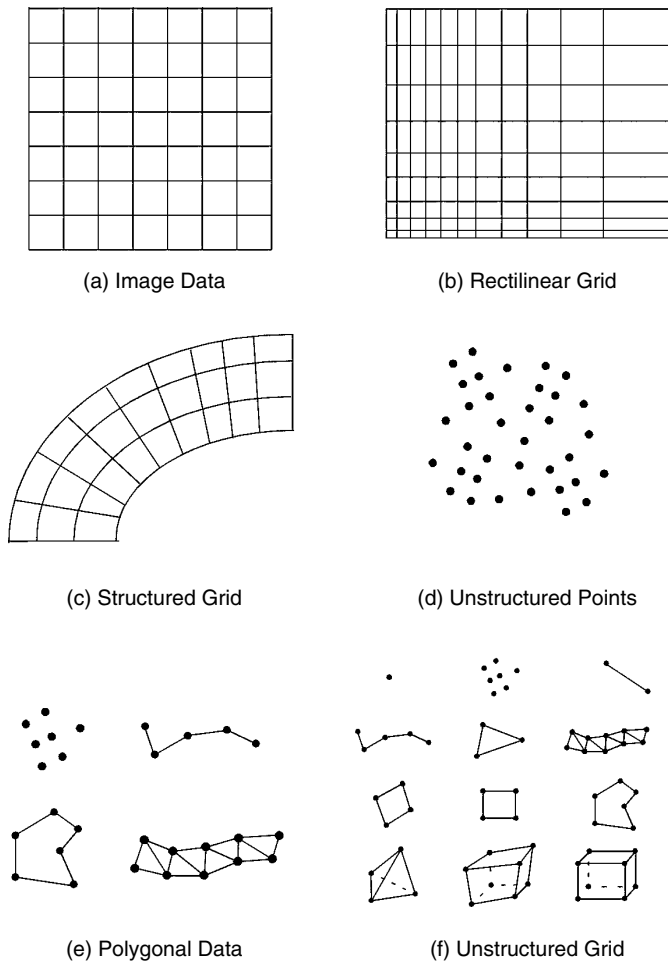 (a) Image Data
(b) Rectilinear Grid
(c) Structured Grid
(d) Unstructured Points
(e) Polygonal Data
(f) Unstructured Grid